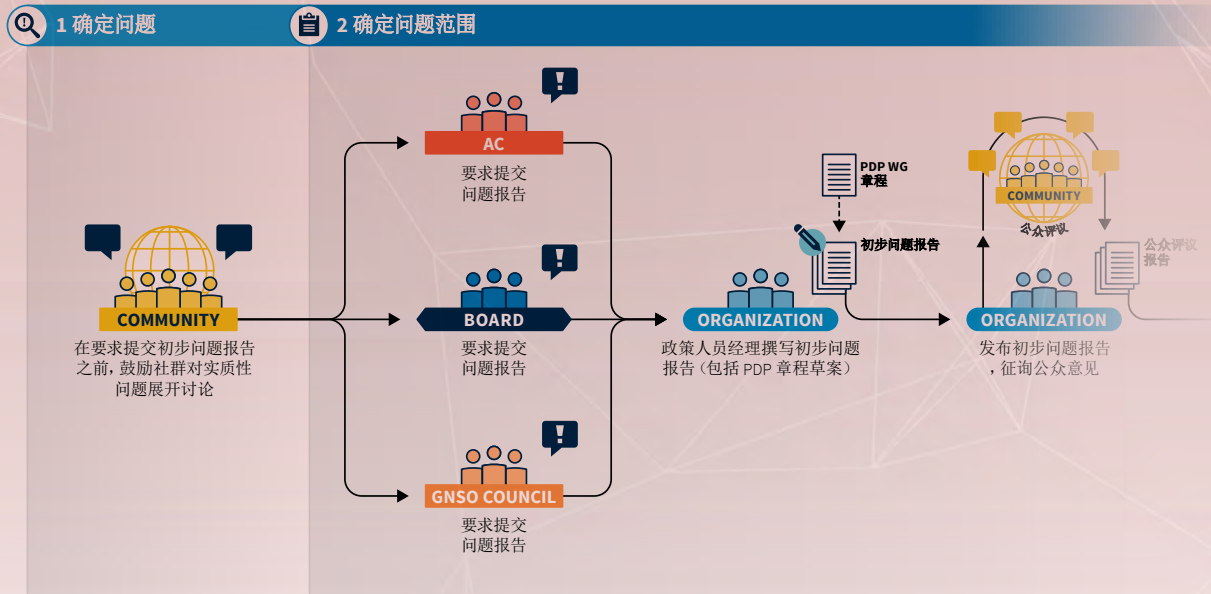 1 确定问题
2 确定问题范围
AC
要求提交
问题报告
PDP WG
章程
初步问题报告
COMMUNITY
公众评议
公众评议
报告
COMMUNITY
在要求提交初步问题报告
之前，鼓励社群对实质性
问题展开讨论
BOARD
要求提交
问题报告
ORGANIZATION
政策人员经理撰写初步问题
报告（包括 PDP 章程草案）
ORGANIZATION
发布初步问题报告
，征询公众意见
GNSO COUNCIL
要求提交
问题报告